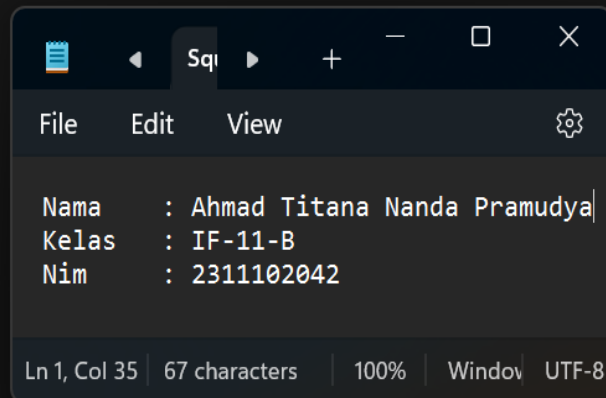 Squ
File Edit View
Nama : Ahmad Titana Nanda Pramudya
Kelas : IF-11-B
Nim : 2311102042
Ln 1, Col 35 67 characters 100% Window UTF-8